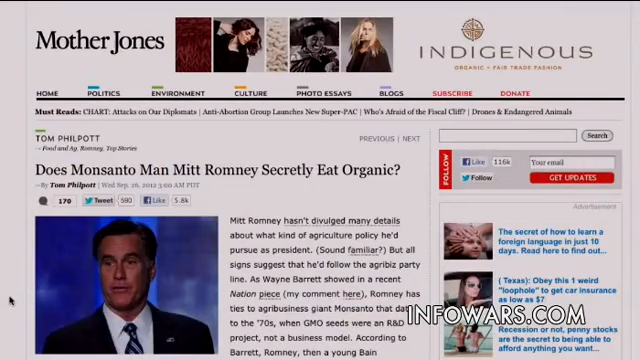 Mother Jones
INDIGENOUS
ORGANIC + FAIR TRADE FASHION
HOME POLITICS ENVIRONMENT CULTURE PHOTO ESSAYS BLOGS SUBSCRIBE DONATE
Must Reads: CHART: Attacks on Our Diplomats | Anti-Abortion Group Launches New Super-PAC | Who's Afraid of the Fiscal Cliff? | Drones & Endangered Animals
TOM PHILPOTT
→ Food and Ag, Romney, Top Stories
PREVIOUS | NEXT
Does Monsanto Man Mitt Romney Secretly Eat Organic?
—By Tom Philpott | Wed Sep. 26, 2012 3:00 AM PDT
170 Tweet 590 Like 5.8k
Mitt Romney hasn't divulged many details
about what kind of agriculture policy he'd
pursue as president. (Sound familiar?) But all
signs suggest that he'd follow the agribiz party
line. As Wayne Barrett showed in a recent
Nation piece (my comment here), Romney has
ties to agribusiness giant Monsanto that da
to the '70s, when GMO seeds were an R&D
project, not a business model. According to
Barrett, Romney, then a young Bain
Search
FOLLOW
Like 116k
Your email
Follow
GET UPDATES
Advertisement
The secret of how to learn a
foreign language in just 10
days. Read here to find out...
( Texas): Obey this 1 weird
"loophole" to get car insurance
as low as $7
INFOWARS.COM
Recession or not, penny stocks
are the secret to being able to
afford anything you want...